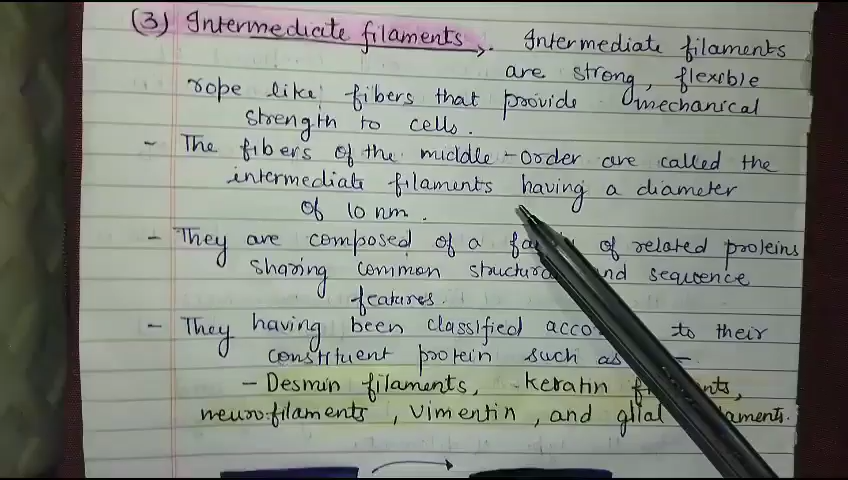 (3) Intermediate filaments. Intermediate filaments
are strong, flexible
rope like fibers that provide mechanical
strength to cells.
- The fibers of the middle-order are called the
intermediate filaments having a diameter
of 10 nm.
- They are composed of a of related proteins
sharing common sequence
features.
- They having been classified to their
constituent protein such as
- Desmin filaments, keratin
neurofilaments, vimentin, and glial